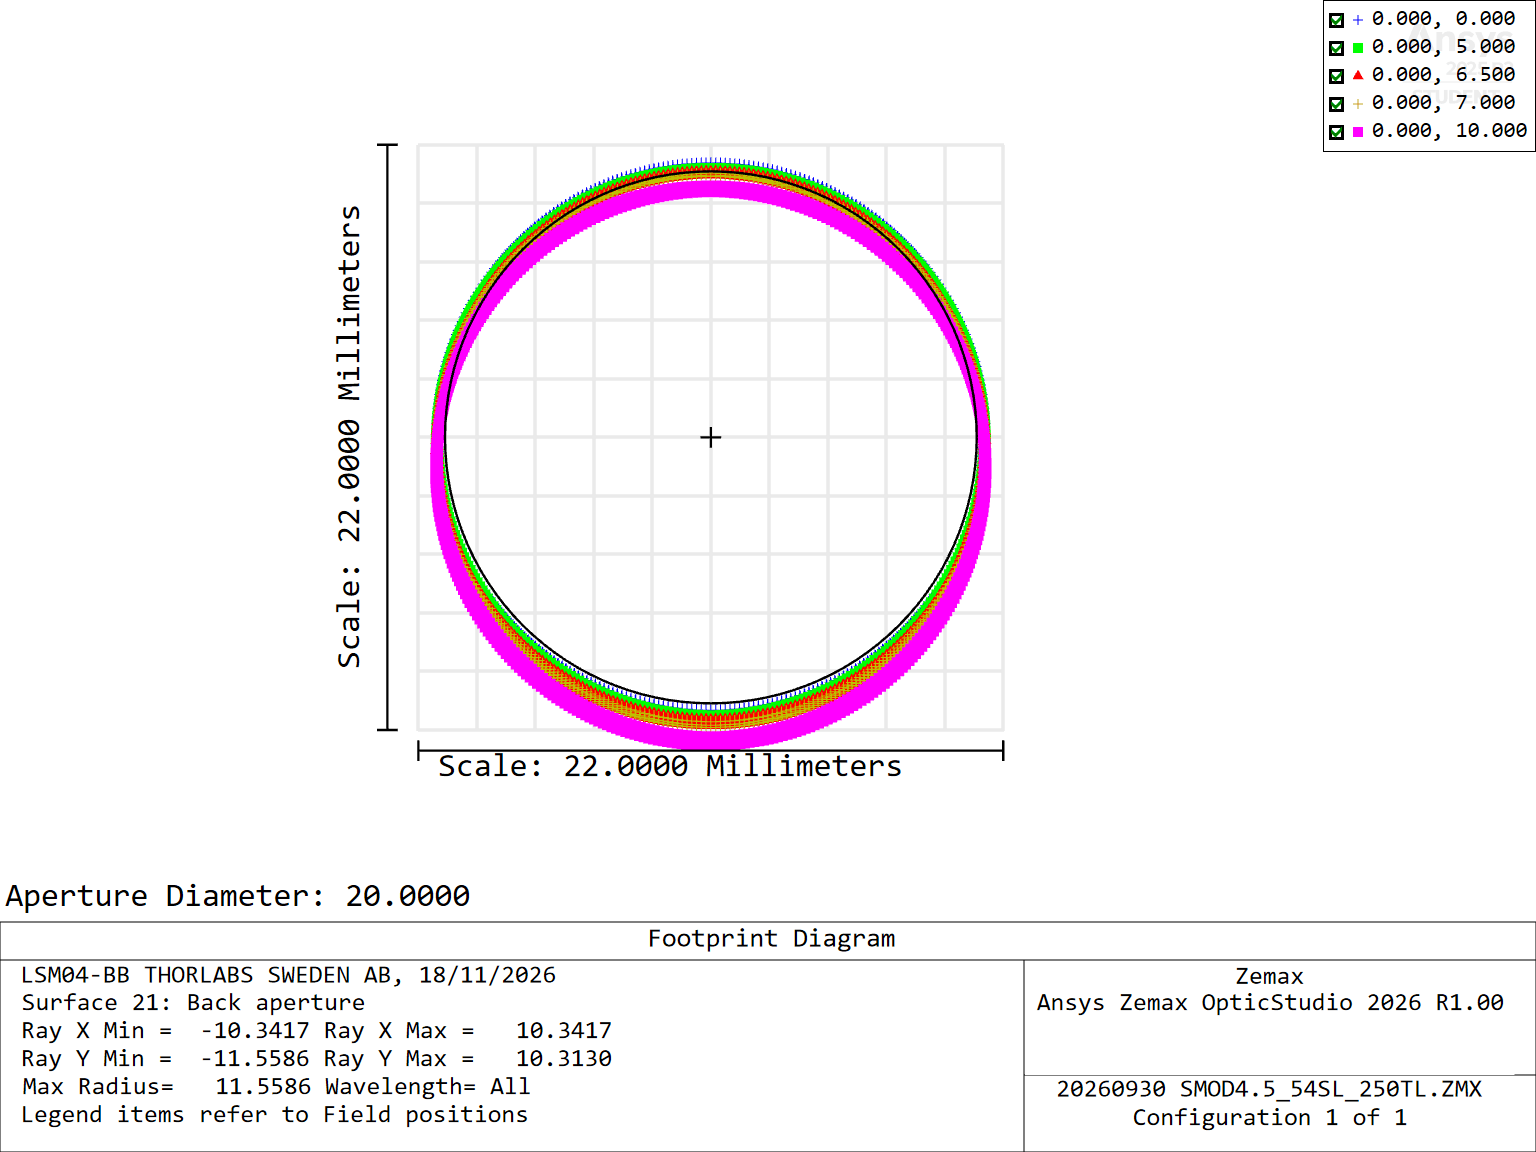 Ansys
2026 R1
STUDENT
0.000, 0.000
0.000, 5.000
0.000, 6.500
0.000, 7.000
0.000, 10.000
Scale: 22.0000 Millimeters
Scale: 22.0000 Millimeters
Aperture Diameter: 20.0000
Footprint Diagram
LSM04-BB THORLABS SWEDEN AB, 18/11/2026
Surface 21: Back aperture
Ray X Min = -10.3417 Ray X Max = 10.3417
Ray Y Min = -11.5586 Ray Y Max = 10.3130
Max Radius= 11.5586 Wavelength= All
Legend items refer to Field positions
Zemax
Ansys Zemax OpticStudio 2026 R1.00
20260930 SMOD4.5_54SL_250TL.ZMX
Configuration 1 of 1